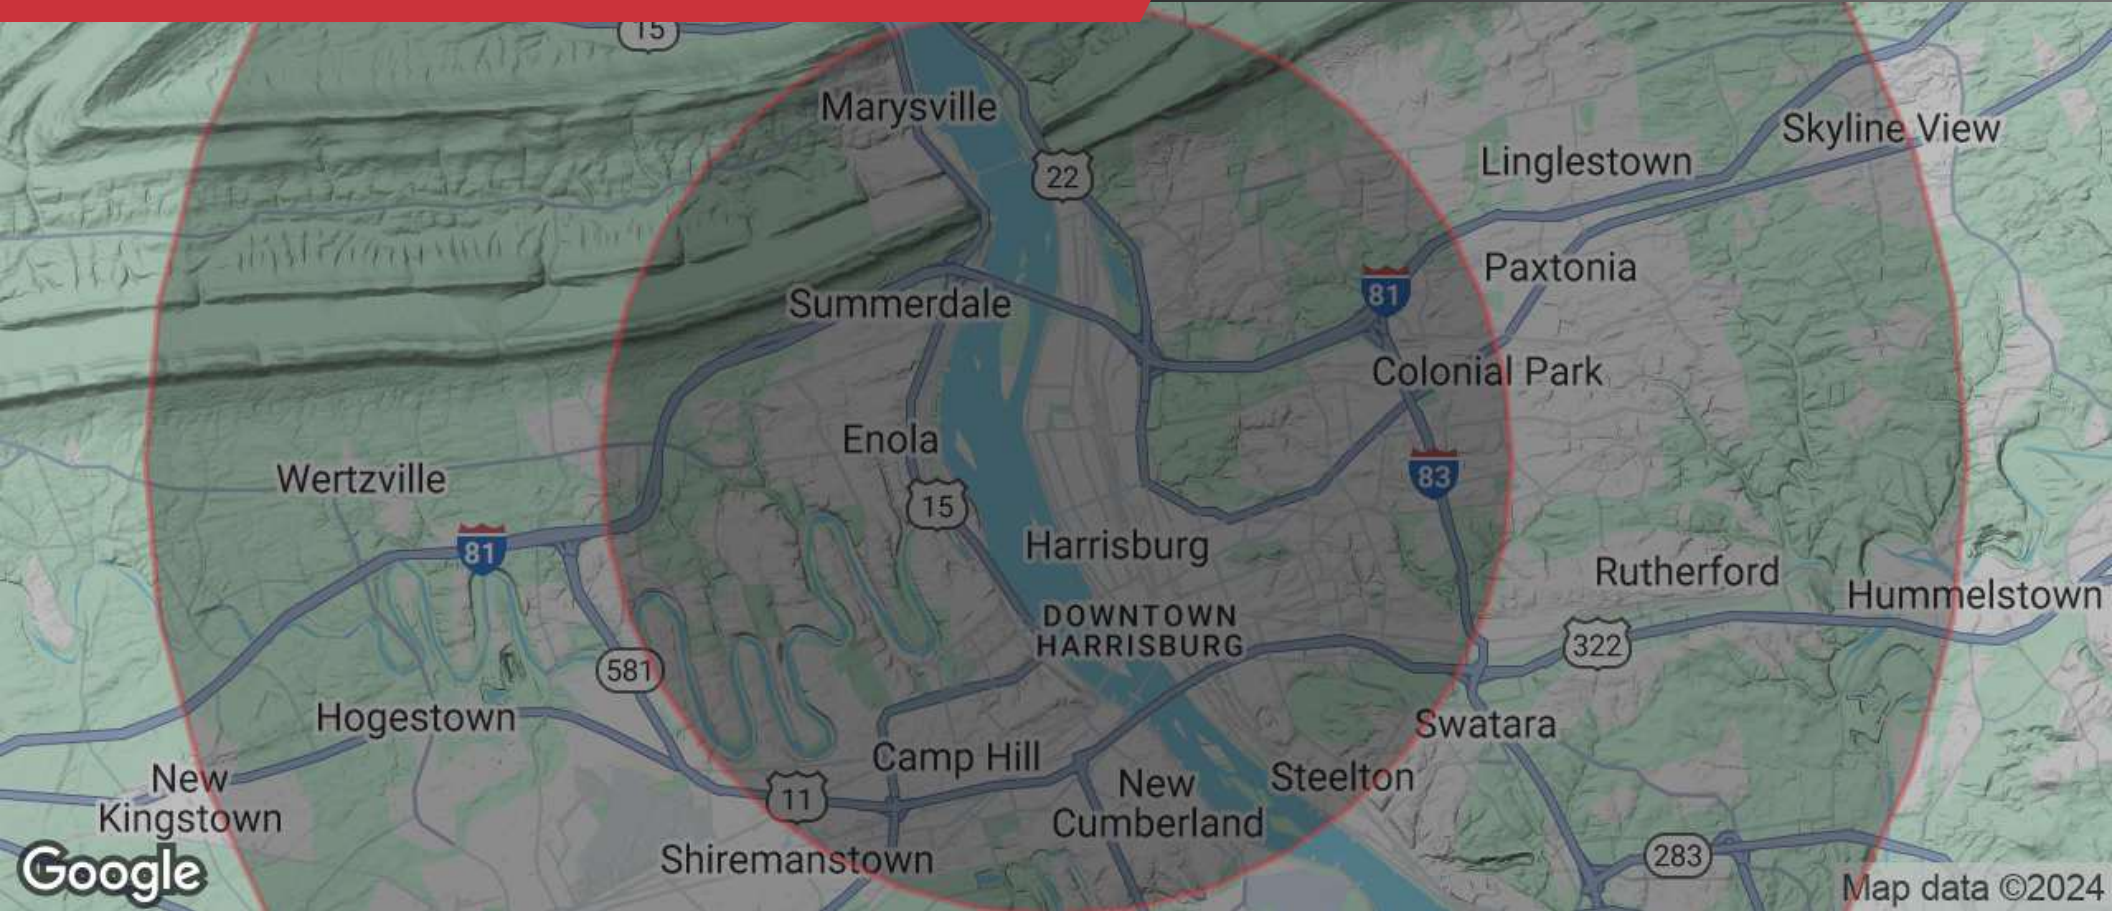 15
Marysville
22
Skyline View
Linglestown
Paxtonia
81
Summerdale
Colonial Park
Enola
83
Wertzville
15
81
Harrisburg
Rutherford
Hummelstown
DOWNTOWN
HARRISBURG
322
581
Hogestown
Swatara
Camp Hill
New
Kingstown
New
Cumberland
Steelton
11
Shiremanstown
283
Google
Map data ©2024